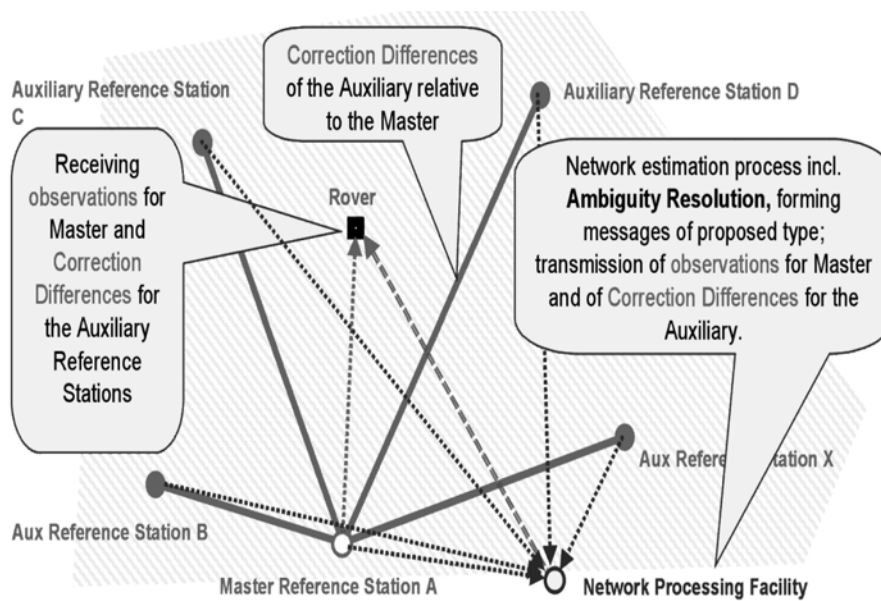 Auxiliary Reference Station
C
Correction Differences
of the Auxiliary relative
to the Master
Auxiliary Reference Station D
Receiving
observations for
Master and
Correction
Differences for
the Auxiliary
Reference
Stations
Rover
Network estimation process incl.
Ambiguity Resolution, forming
messages of proposed type;
transmission of observations for Master
and of Correction Differences for the
Auxiliary.
Aux Reference Station X
Aux Reference Station B
Master Reference Station A
Network Processing Facility